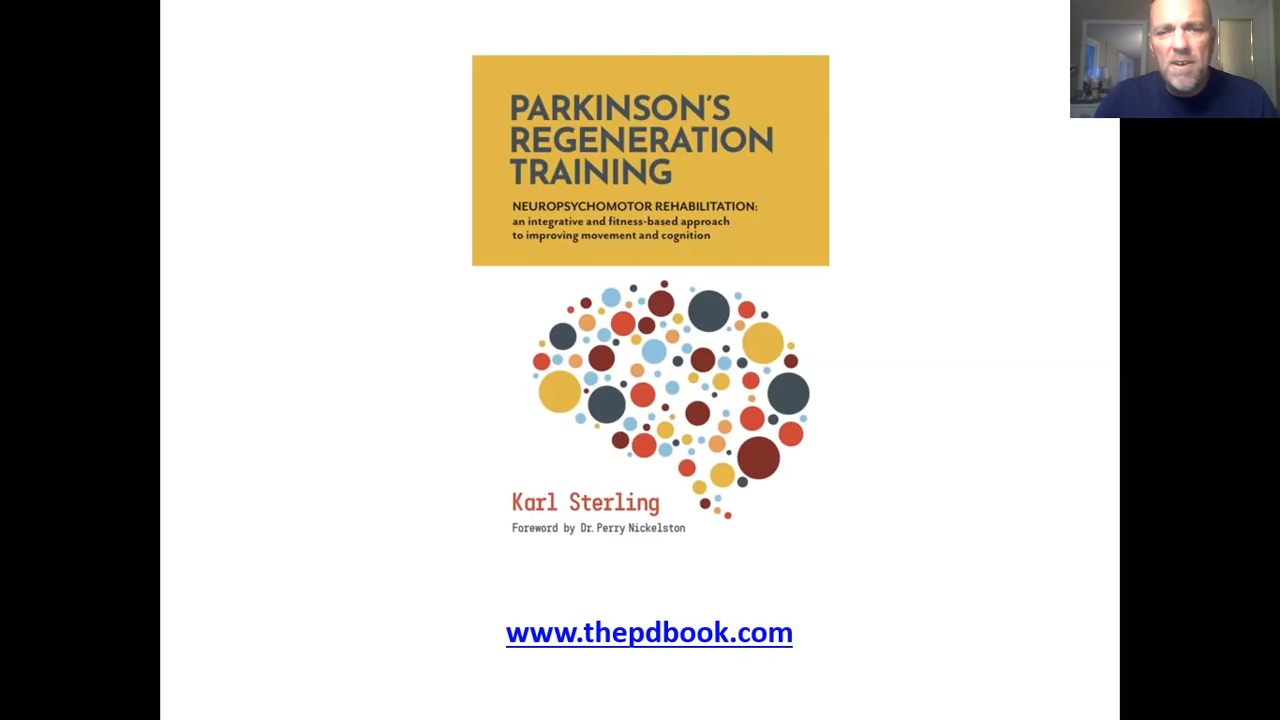 PARKINSON'S
REGENERATION
TRAINING
NEUROPSYCHOMOTOR REHABILITATION:
an integrative and fitness-based approach
to improving movement and cognition
Karl Sterling
Foreword by Dr. Perry Nickelston
www.thepdbook.com